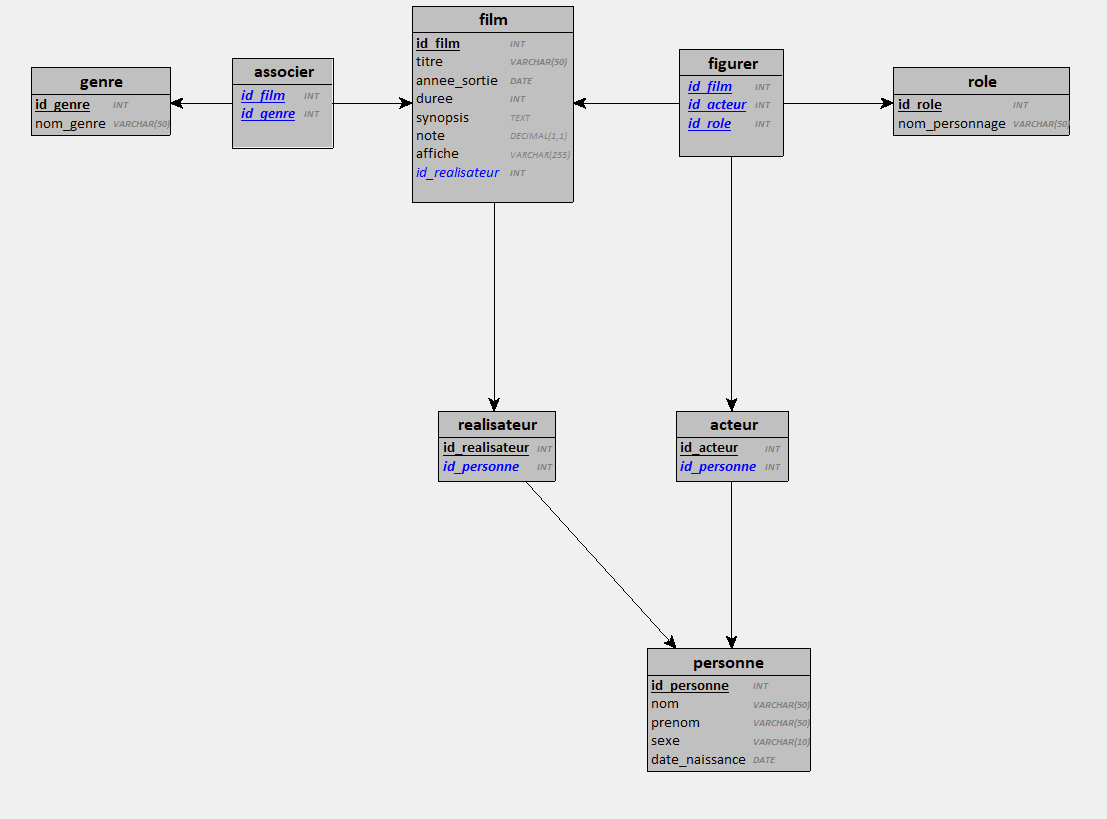 genre
id_genre INT
nom_genre VARCHAR(50)
associer
id_film INT
id_genre INT
film
id_film INT
titre VARCHAR(50)
annee_sortie DATE
duree INT
synopsis TEXT
note DECIMAL(1,1)
affiche VARCHAR(255)
id_realisateur INT
figurer
id_film INT
id_acteur INT
id_role INT
role
id_role INT
nom_personnage VARCHAR(50)
realisateur
id_realisateur INT
id_personne INT
acteur
id_acteur INT
id_personne INT
personne
id_personne INT
nom VARCHAR(50)
prenom VARCHAR(50)
sexe VARCHAR(10)
date_naissance DATE